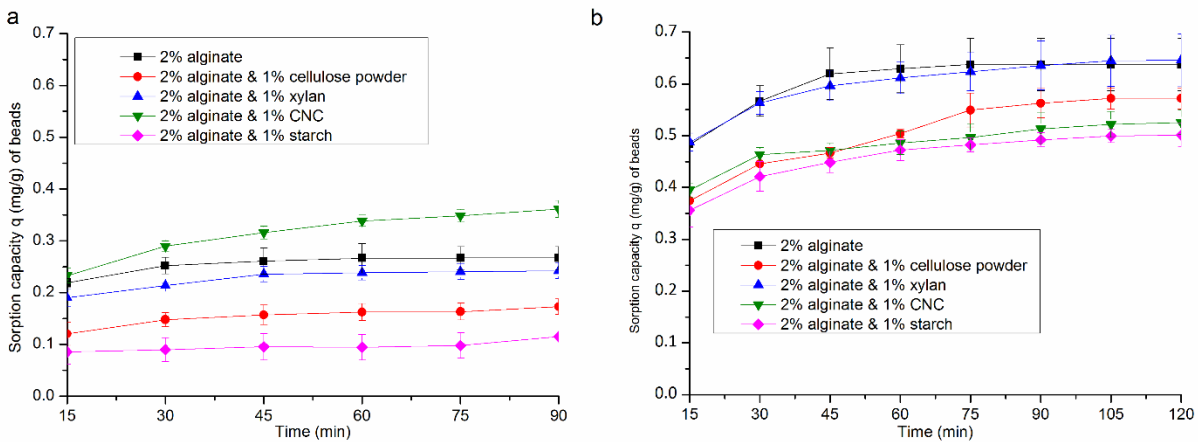 a
0.7
0.6
0.5
0.4
0.3
0.2
0.1
0.0
Sorption capacity q (mg/g) of beads
2% alginate
2% alginate & 1% cellulose powder
2% alginate & 1% xylan
2% alginate & 1% CNC
2% alginate & 1% starch
15 30 45 60 75 90
Time (min)
b
0.7
0.6
0.5
0.4
0.3
0.2
0.1
0.0
Sorption capacity q (mg/g) of beads
2% alginate
2% alginate & 1% cellulose powder
2% alginate & 1% xylan
2% alginate & 1% CNC
2% alginate & 1% starch
15 30 45 60 75 90 105 120
Time (min)